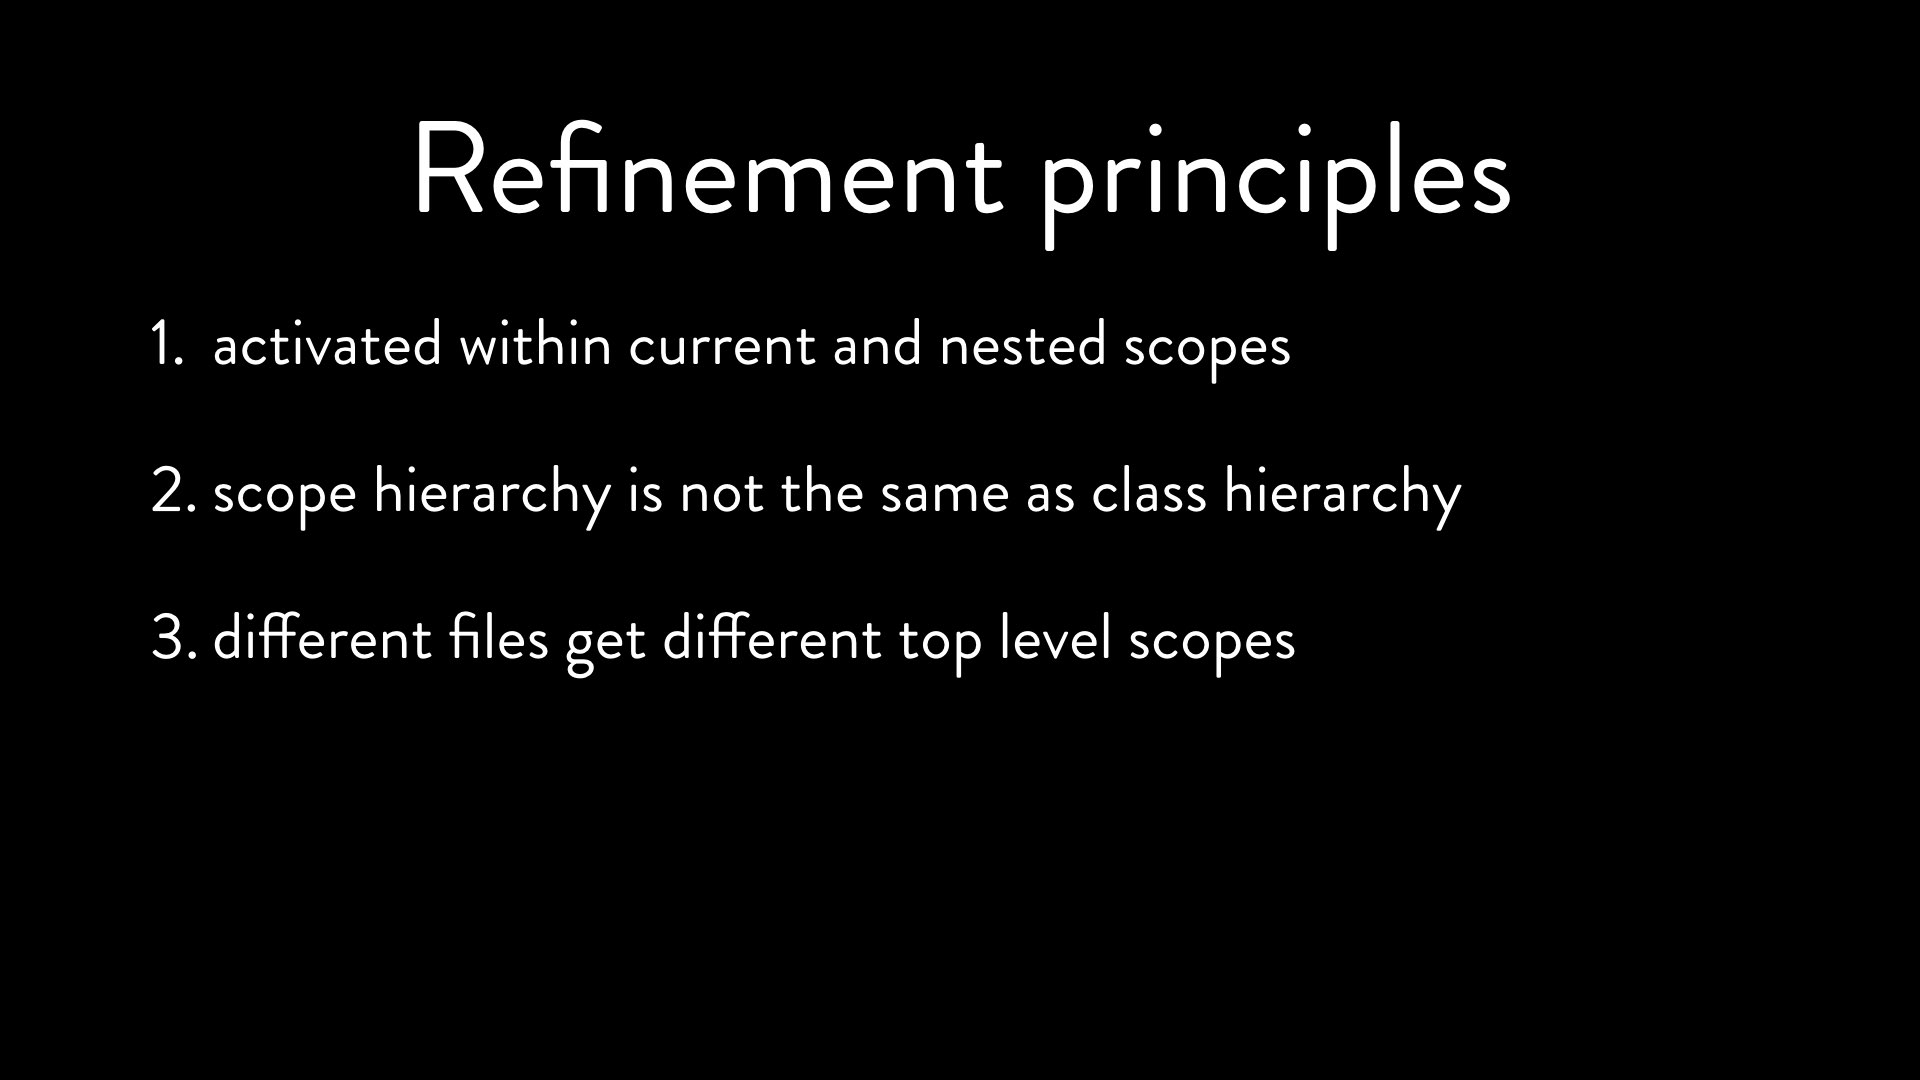 Refinement principles
1. activated within current and nested scopes
2. scope hierarchy is not the same as class hierarchy
3. different files get different top level scopes